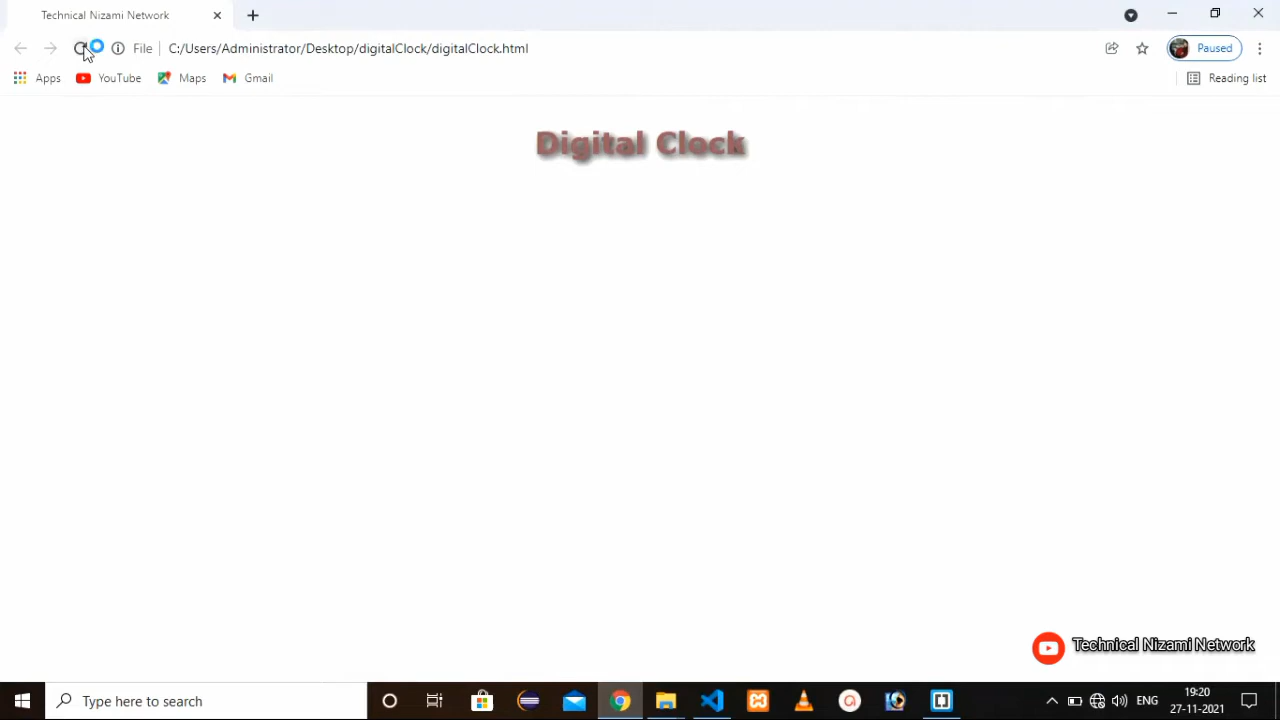 Technical Nizami Network
File
C:/Users/Administrator/Desktop/digitalClock/digitalClock.html
Paused
Apps
YouTube
Maps
Gmail
Reading list
Digital Clock
Technical Nizami Network
Type here to search
ENG
19:20
27-11-2021